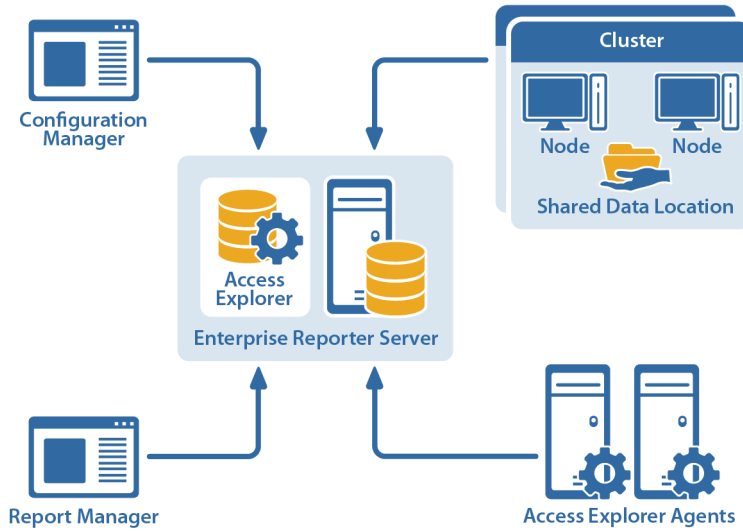 Cluster
Node
Node
Shared Data Location
Configuration
Manager
Access
Explorer
Enterprise Reporter Server
Report Manager
Access Explorer Agents